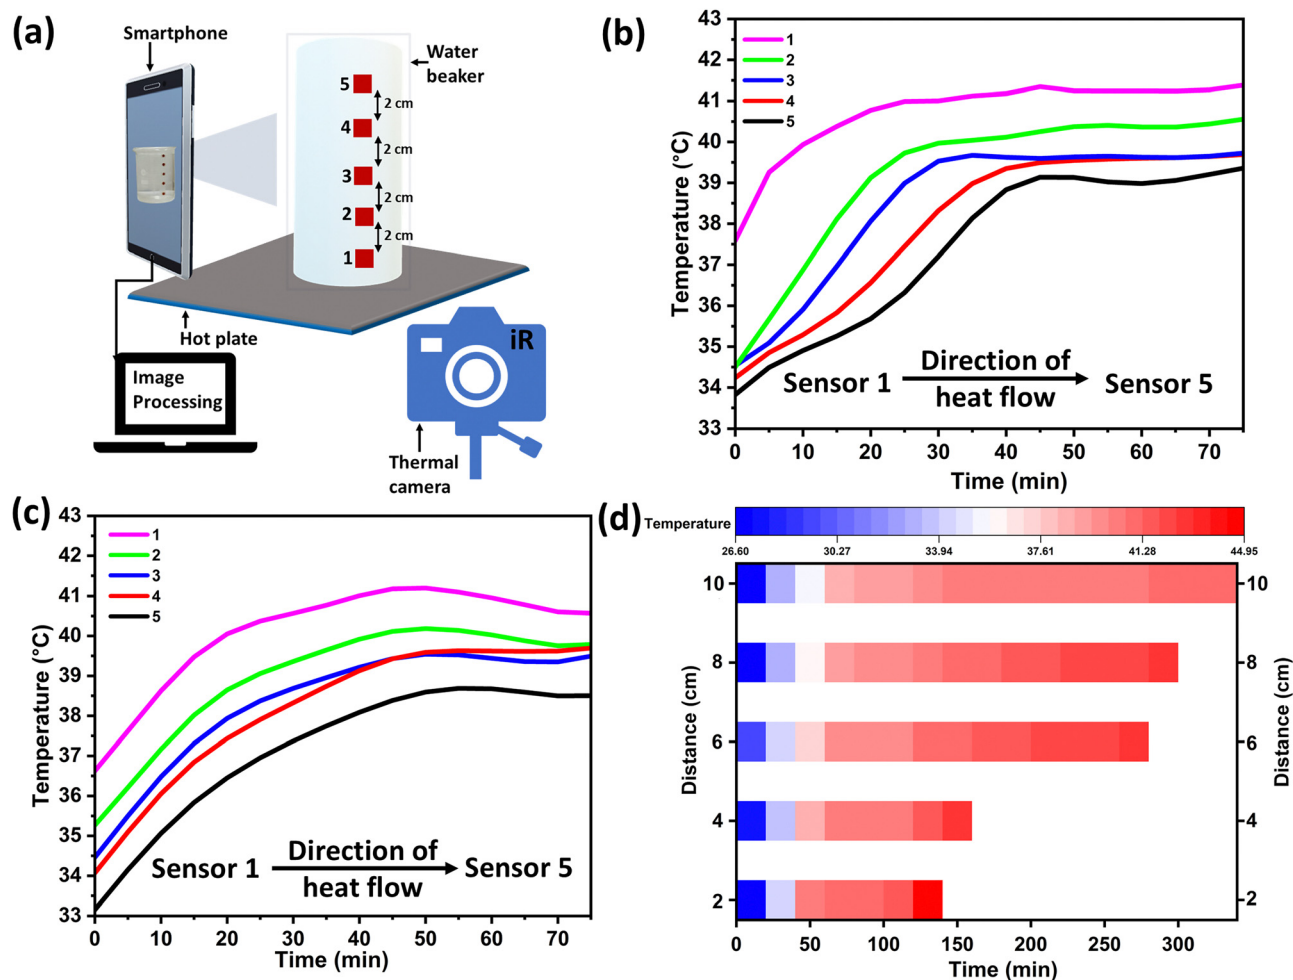 (a)
Smartphone
Water
beaker
5
2 cm
4
2 cm
3
2 cm
2
2 cm
1
Hot plate
Image
Processing
iR
Thermal
camera
(b)
43
42
41
40
39
38
37
36
35
34
33
Temperature (°C)
1
2
3
4
5
Direction of
Sensor 1
Sensor 5
heat flow
0 10 20 30 40 50 60 70
Time (min)
(c)
43
42
41
40
39
38
37
36
35
34
33
Temperature (°C)
1
2
3
4
5
Direction of
Sensor 1
Sensor 5
heat flow
0 10 20 30 40 50 60 70
Time (min)
(d)
Temperature
26.60 30.27 33.94 37.61 41.28 44.95
10
8
6
4
2
Distance (cm)
10
8
6
4
2
Distance (cm)
0 50 100 150 200 250 300
Time (min)